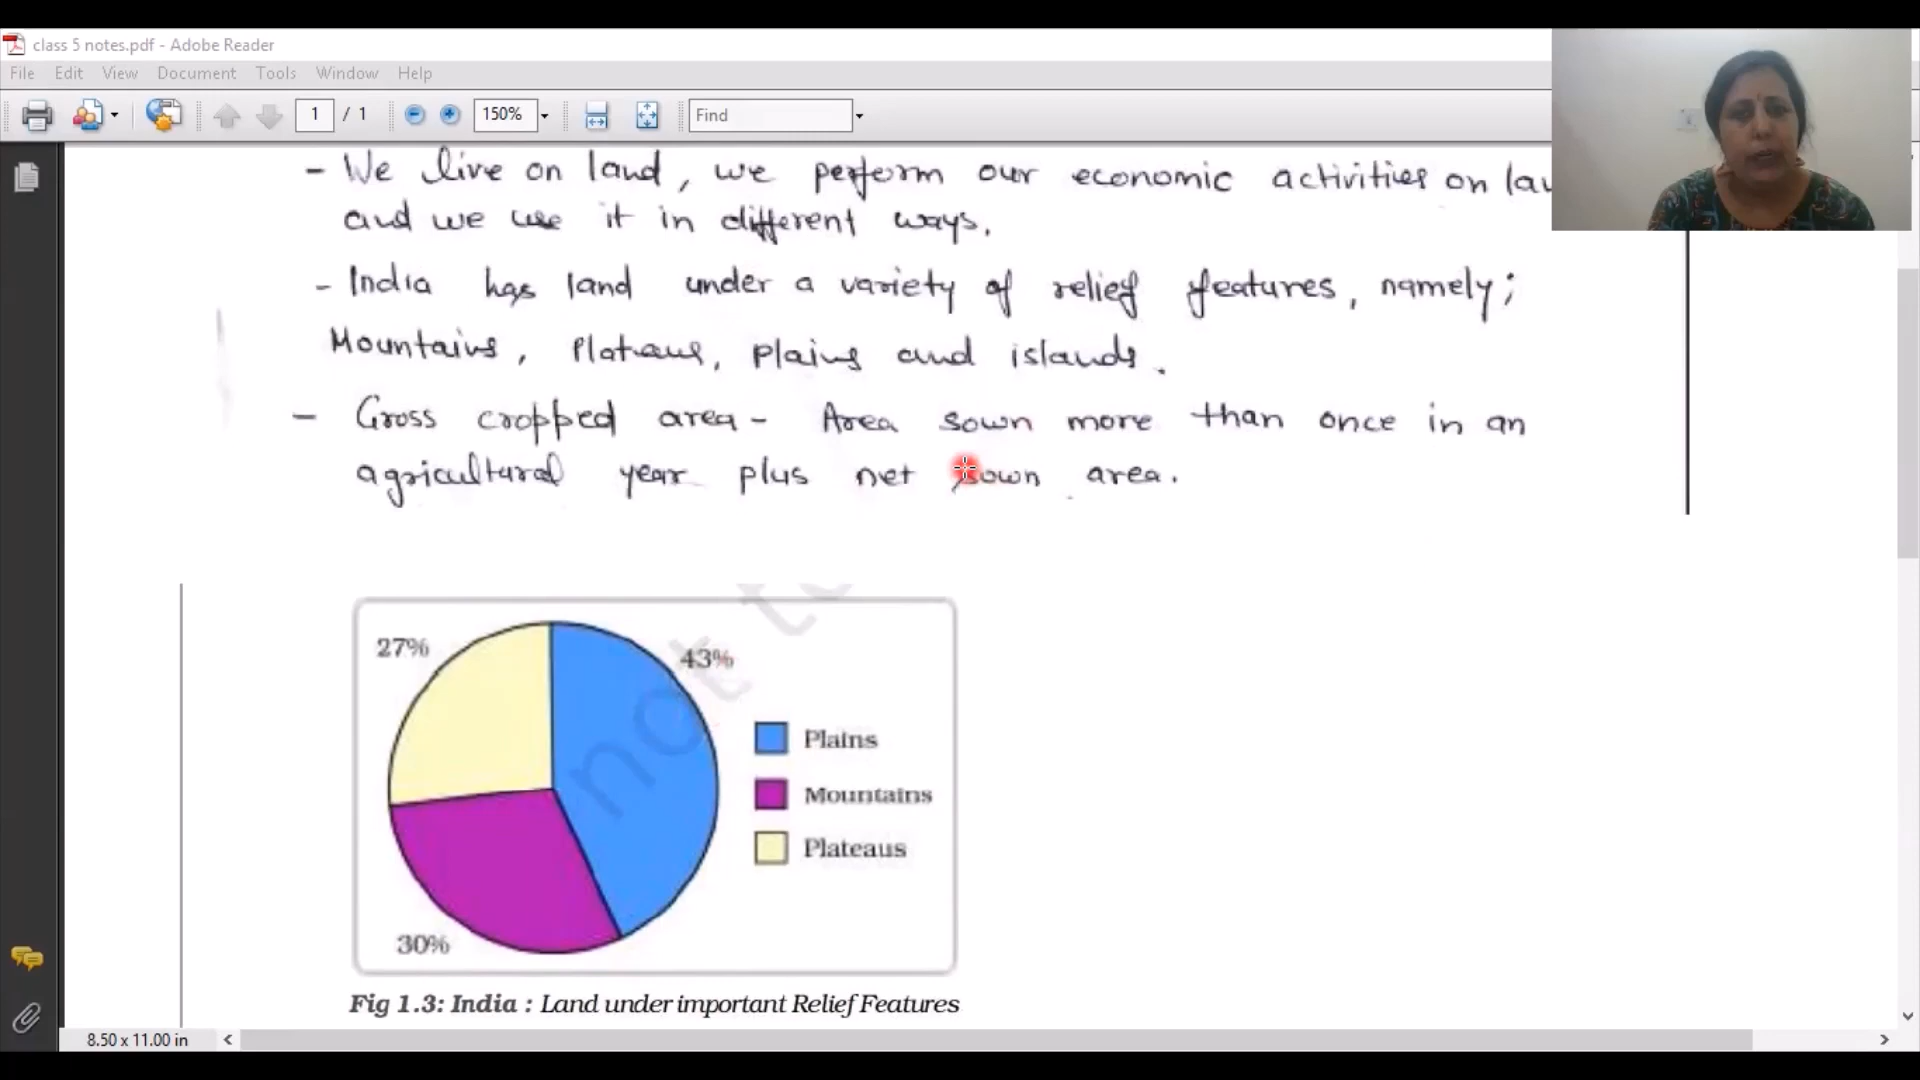 class 5 notes.pdf - Adobe Reader
File Edit View Document Tools Window Help
1 / 1 150% Find
- We live on land, we perform our economic activities on
and we use it in different ways.
- India has land under a variety of relief features, namely;
Mountains, Plateaus, Plains and islands.
- Gross cropped area - Area sown more than once in an
agricultural year plus net sown area.
not
27%
43%
Plains
Mountains
Plateaus
30%
Fig 1.3: India : Land under important Relief Features
8.50 x 11.00 in